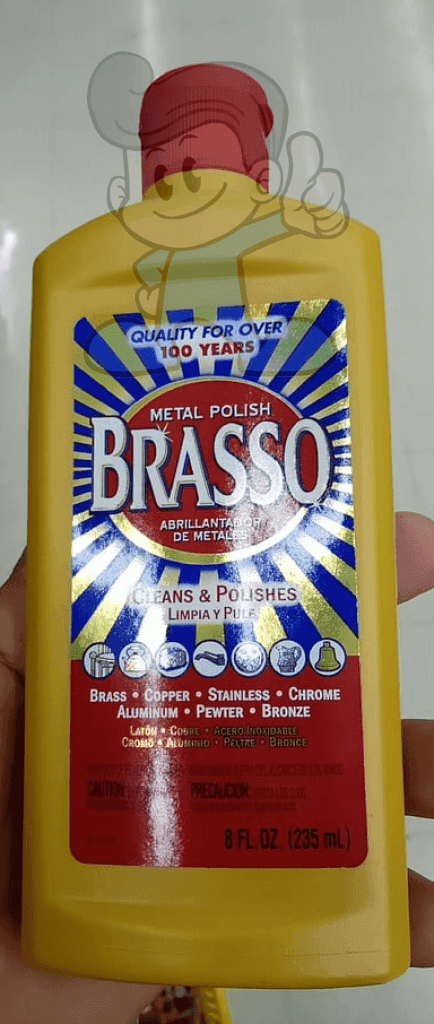 QUALITY FOR OVER
100 YEARS
METAL POLISH
BRASSO
ABRILLANTADOR
DE METALES
CLEANS & POLISHES
LIMPIA Y PULE
BRASS • COPPER • STAINLESS • CHROME
ALUMINUM • PEWTER • BRONZE
LATÓN • COBRE • ACERO INOXIDABLE
CROMO • ALUMINIO • PELTRE • BRONCE
CAUTION: PRECAUCIÓN:
8 FL. OZ. (235 mL)